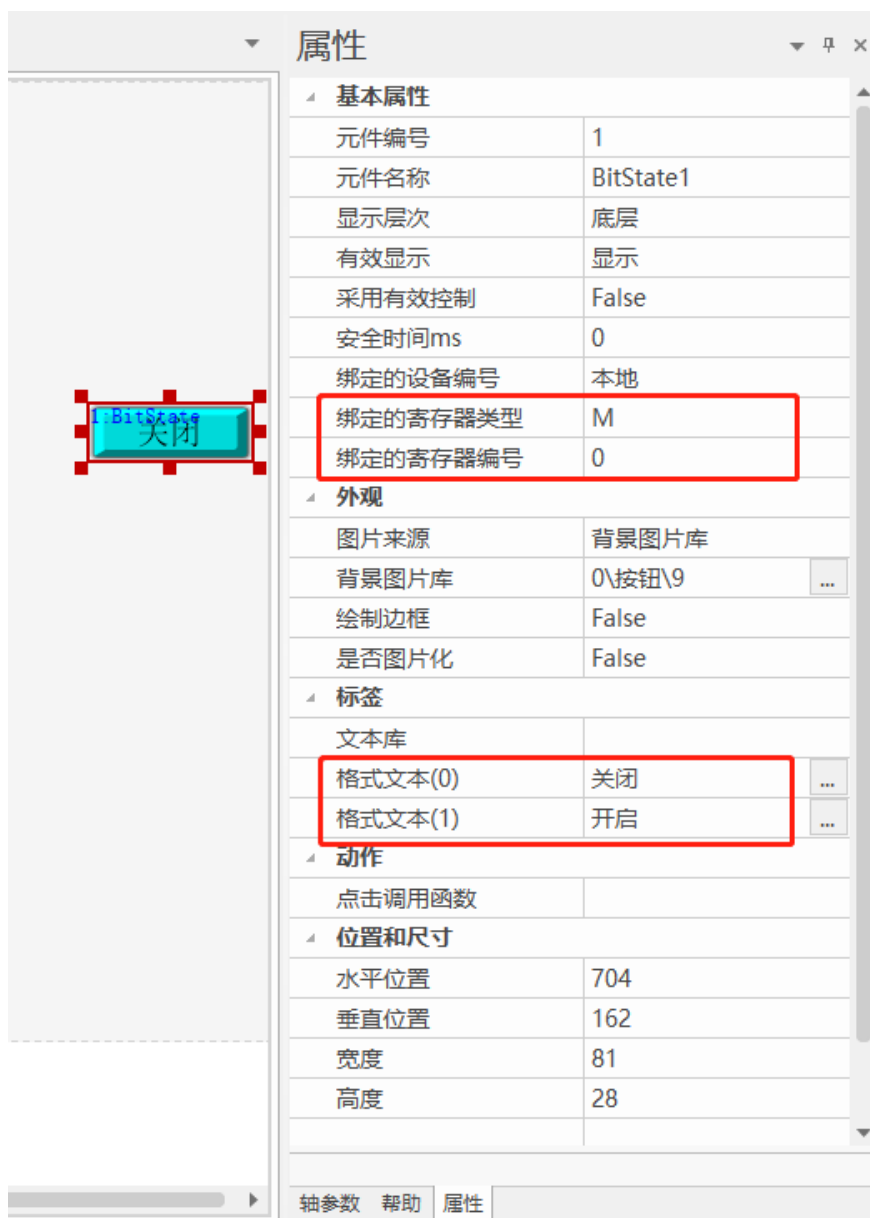 属性
基本属性
元件编号 1
元件名称 BitState1
显示层次 底层
有效显示 显示
采用有效控制 False
安全时间ms 0
绑定的设备编号 本地
绑定的寄存器类型 M
绑定的寄存器编号 0
1:BitState
关闭
外观
图片来源 背景图片库
背景图片库 0\按钮\9 ...
绘制边框 False
是否图片化 False
标签
文本库
格式文本(0) 关闭 ...
格式文本(1) 开启 ...
动作
点击调用函数
位置和尺寸
水平位置 704
垂直位置 162
宽度 81
高度 28
轴参数 帮助 属性